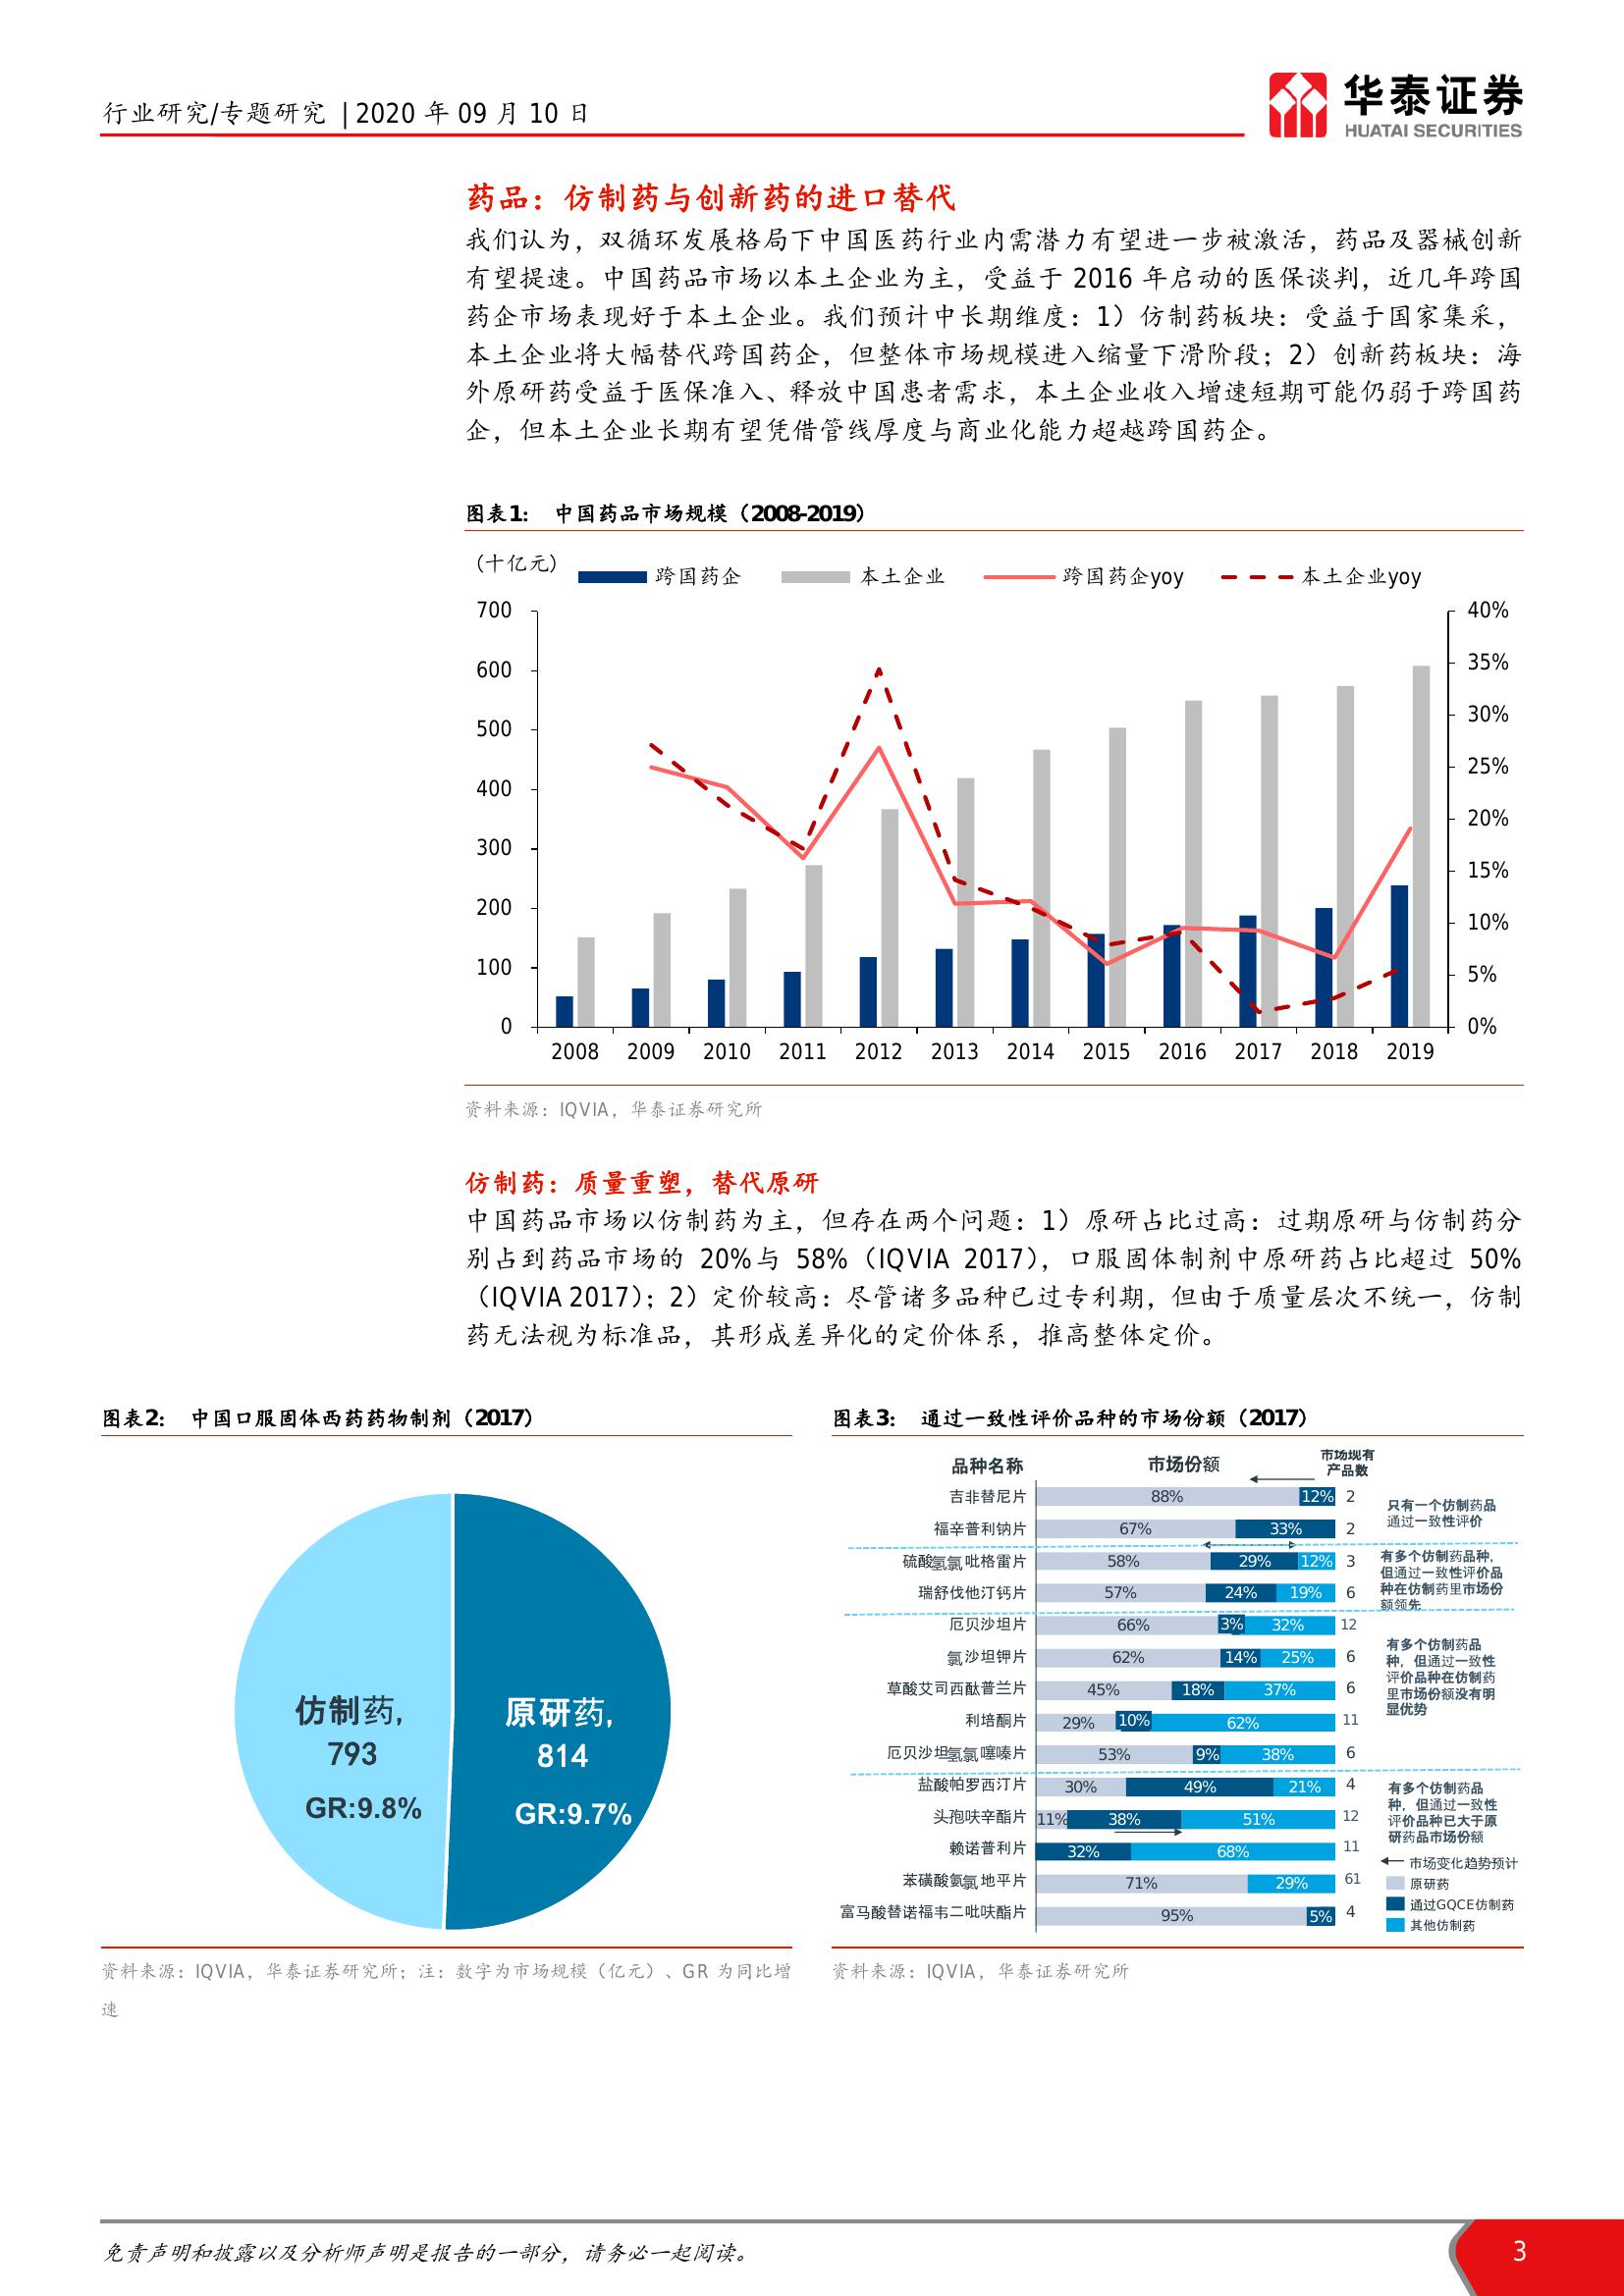 行业研究/专题研究 | 2020 年 09 月 10 日
华泰证券
HUATAI SECURITIES
药品：仿制药与创新药的进口替代
我们认为，双循环发展格局下中国医药行业内需潜力有望进一步被激活，药品及器械创新
有望提速。中国药品市场以本土企业为主，受益于 2016 年启动的医保谈判，近几年跨国
药企市场表现好于本土企业。我们预计中长期维度：1）仿制药板块：受益于国家集采，
本土企业将大幅替代跨国药企，但整体市场规模进入缩量下滑阶段；2）创新药板块：海
外原研药受益于医保准入、释放中国患者需求，本土企业收入增速短期可能仍弱于跨国药
企，但本土企业长期有望凭借管线厚度与商业化能力超越跨国药企。
图表1： 中国药品市场规模（2008-2019）
(十亿元) 跨国药企 本土企业 跨国药企yoy 本土企业yoy
700 40%
600 35%
500 30%
400 25%
300 20%
200 15%
100 10%
0 5%
0%
2008 2009 2010 2011 2012 2013 2014 2015 2016 2017 2018 2019
资料来源：IQVIA，华泰证券研究所
仿制药：质量重塑，替代原研
中国药品市场以仿制药为主，但存在两个问题：1）原研占比过高：过期原研与仿制药分
别占到药品市场的 20%与 58%（IQVIA 2017），口服固体制剂中原研药占比超过 50%
（IQVIA 2017）；2）定价较高：尽管诸多品种已过专利期，但由于质量层次不统一，仿制
药无法视为标准品，其形成差异化的定价体系，推高整体定价。
图表2： 中国口服固体西药药物制剂（2017）
仿制药,
793
GR:9.8%
原研药,
814
GR:9.7%
资料来源：IQVIA，华泰证券研究所；注：数字为市场规模（亿元）、GR 为同比增
速
图表3： 通过一致性评价品种的市场份额（2017）
品种名称 市场份额 市场现有
产品数
吉非替尼片 88% 12% 2
福辛普利钠片 67% 33% 2
只有一个仿制药品
通过一致性评价
硫酸氢氯吡格雷片 58% 29% 12% 3
瑞舒伐他汀钙片 57% 24% 19% 6
有多个仿制药品种，
但通过一致性评价品
种在仿制药里市场份
额领先
厄贝沙坦片 66% 3% 32% 12
氯沙坦钾片 62% 14% 25% 6
草酸艾司西酞普兰片 45% 18% 37% 6
利培酮片 29% 10% 62% 11
厄贝沙坦氢氯噻嗪片 53% 9% 38% 6
有多个仿制药品
种，但通过一致性
评价品种在仿制药
里市场份额没有明
显优势
盐酸帕罗西汀片 30% 49% 21% 4
头孢呋辛酯片 11% 38% 51% 12
赖诺普利片 32% 68% 11
苯磺酸氨氯地平片 71% 29% 61
富马酸替诺福韦二吡呋酯片 95% 5% 4
有多个仿制药品
种，但通过一致性
评价品种已大于原
研药品市场份额
市场变化趋势预计
原研药
通过GQCE仿制药
其他仿制药
资料来源：IQVIA，华泰证券研究所
免责声明和披露以及分析师声明是报告的一部分，请务必一起阅读。
3